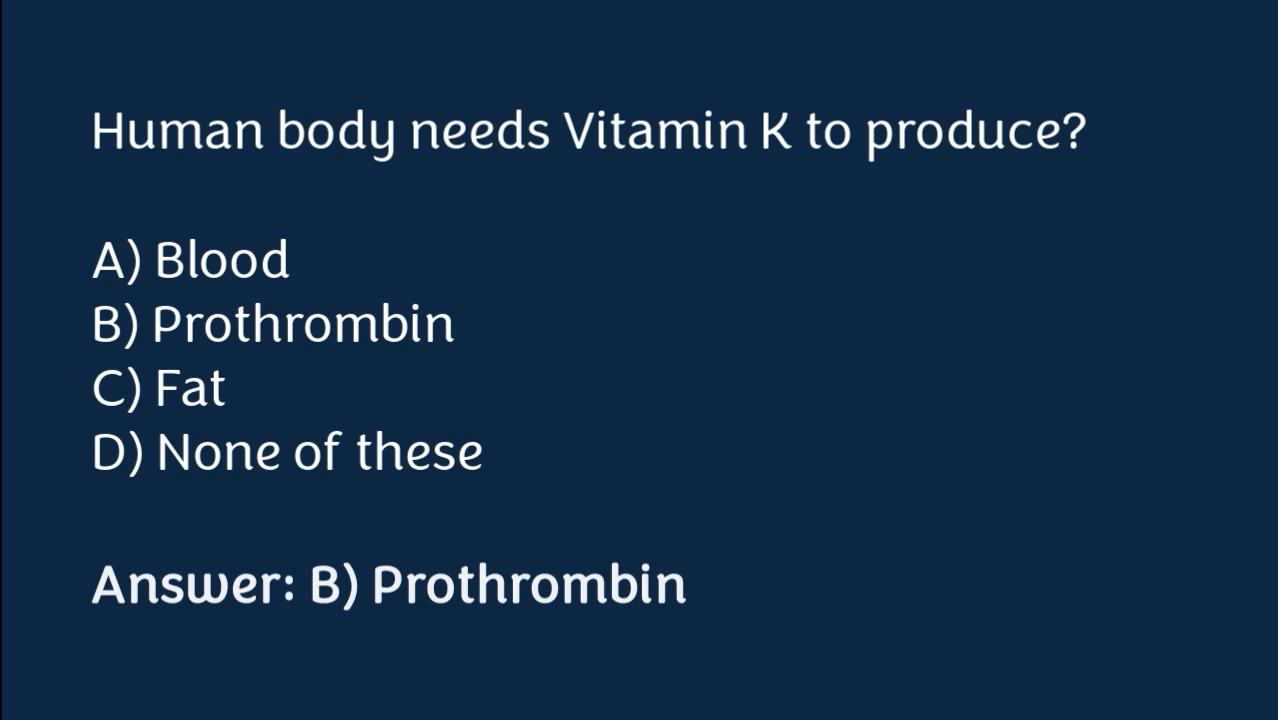 Human body needs Vitamin K to produce?
A) Blood
B) Prothrombin
C) Fat
D) None of these
Answer: B) Prothrombin